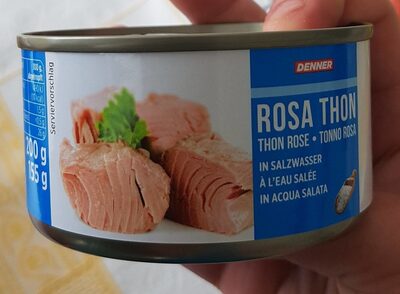 DENNER
ROSA THON
THON ROSE • TONNO ROSA
IN SALZWASSER
À L'EAU SALÉE
IN ACQUA SALATA
Serviervorschlag
200 g
155 g